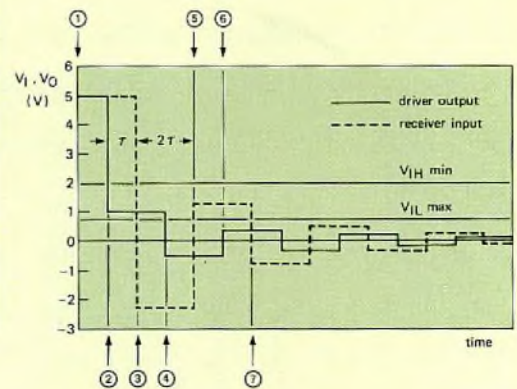 ① ⑤ ⑥
V_I, V_O
(V)
6
5
4
3
2
1
0
-1
-2
-3
driver output
receiver input
τ 2τ
V_IH min
V_IL max
time
② ③ ④ ⑦